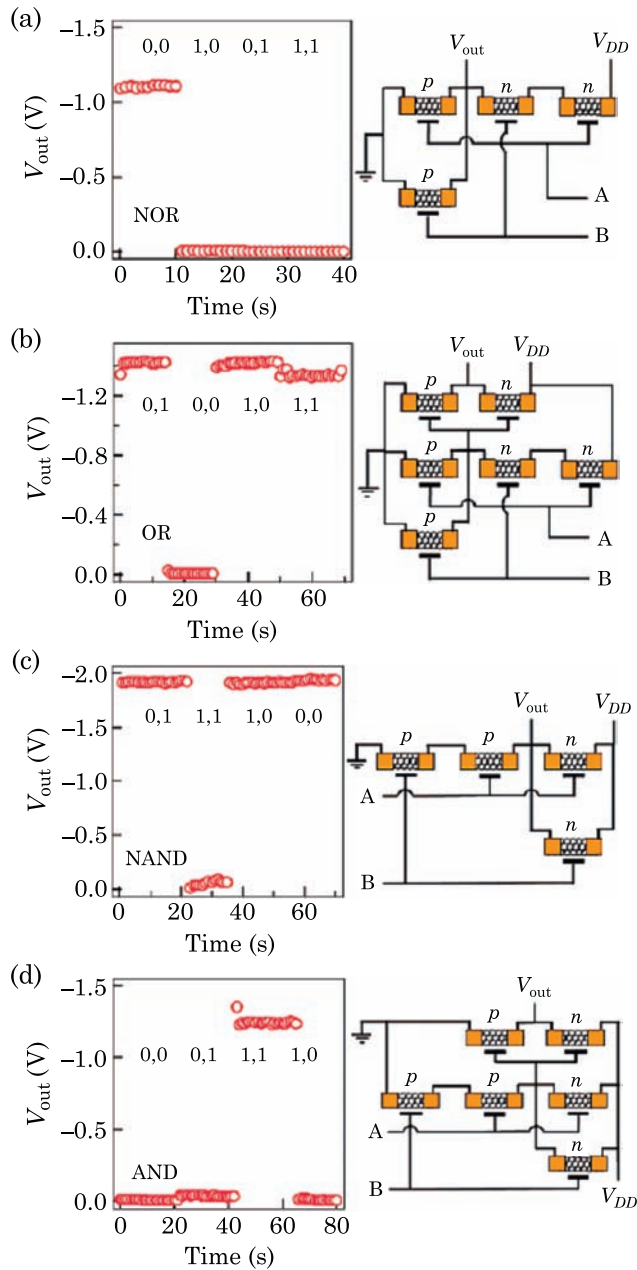 (a)
−1.5
−1.0
−0.5
0.0
V_out (V)
0,0 1,0 0,1 1,1
NOR
0 10 20 30 40
Time (s)
V_out V_DD
p n n
p
A
B
(b)
−1.2
−0.8
−0.4
0.0
V_out (V)
0,1 0,0 1,0 1,1
OR
0 20 40 60
Time (s)
V_out V_DD
p n
p n n
p
A
B
(c)
−2.0
−1.5
−1.0
−0.5
0.0
V_out (V)
0,1 1,1 1,0 0,0
NAND
0 20 40 60
Time (s)
V_out V_DD
p p n
A
n
B
(d)
−1.5
−1.0
−0.5
0.0
V_out (V)
0,0 0,1 1,1 1,0
AND
0 20 40 60 80
Time (s)
V_out
p n
p p n
A
n
B
V_DD